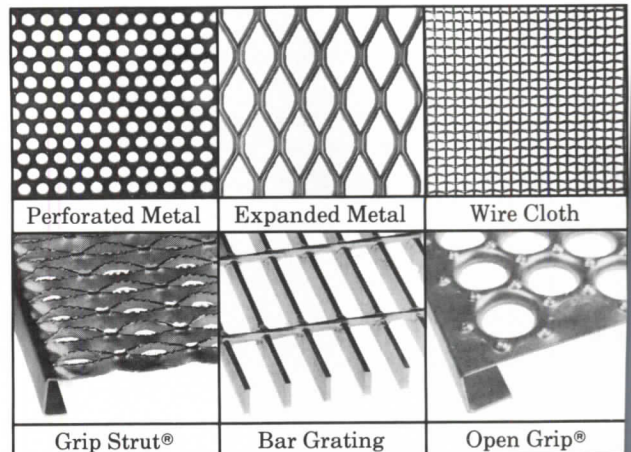 Perforated Metal
Expanded Metal
Wire Cloth
Grip Strut®
Bar Grating
Open Grip®